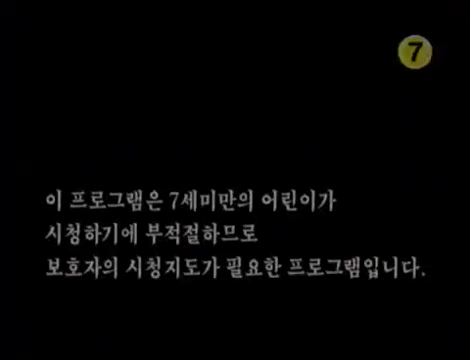 7
이 프로그램은 7세미만의 어린이가
시청하기에 부적절하므로
보호자의 시청지도가 필요한 프로그램입니다.